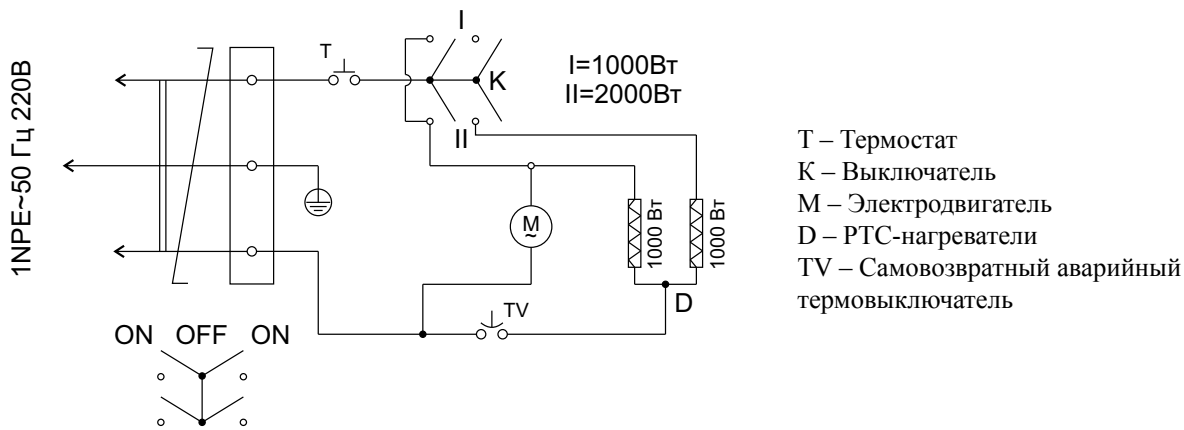 1NPE~50 Гц 220В
I
T
K
I=1000Вт
II=2000Вт
II
M
~
1000 Вт
1000 Вт
D
TV
ON OFF ON
Т – Термостат
К – Выключатель
М – Электродвигатель
D – РТС-нагреватели
TV – Самовозвратный аварийный
термовыключатель